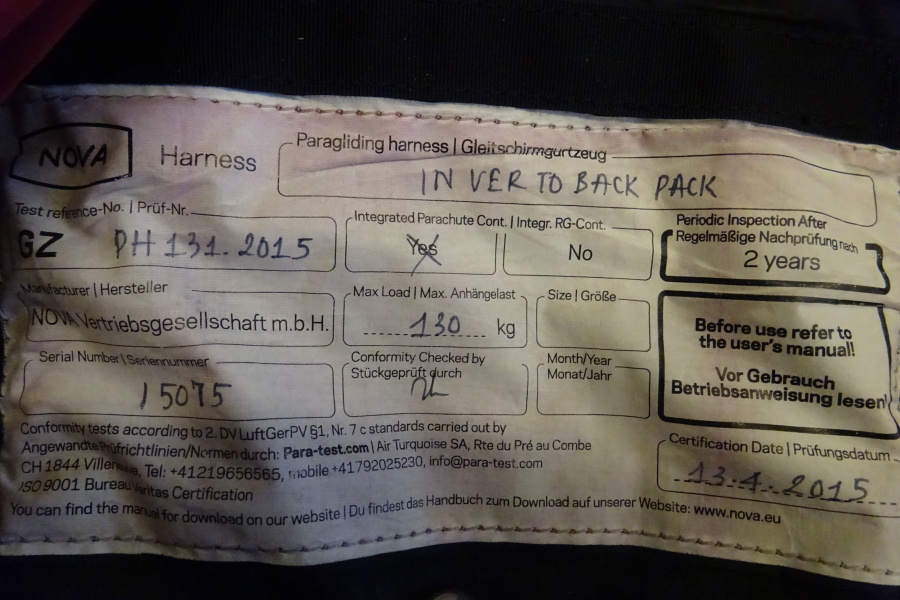 NOVA Harness
Paragliding harness | Gleitschirmgurtzeug
IN VER TO BACK PACK
Test reference-No. | Prüf-Nr.
GZ PH 131.2015
Integrated Parachute Cont. | Integr. RG-Cont.
Yes No
Periodic Inspection After
Regelmäßige Nachprüfung nach
2 years
Manufacturer | Hersteller
NOVA Vertriebsgesellschaft m.b.H.
Max Load | Max. Anhängelast
130 kg
Size | Größe
Before use refer to
the user's manual!
Vor Gebrauch
Betriebsanweisung lesen
Serial Number | Seriennummer
15075
Conformity Checked by
Stückgeprüft durch
Month/Year
Monat/Jahr
Conformity tests according to 2. DV LuftGerPV §1, Nr. 7 c standards carried out by
Angewandte Prüfrichtlinien/Normen durch: Para-test.com | Air Turquoise SA, Rte du Pré au Combe
CH 1844 Tel: +41219656565, mobile +41792025230, info@para-test.com
ISO 9001 Bureau Veritas Certification
You can find the manual for download on our website | Du findest das Handbuch zum Download auf unserer Website: www.nova.eu
Certification Date | Prüfungsdatum
13.4.2015